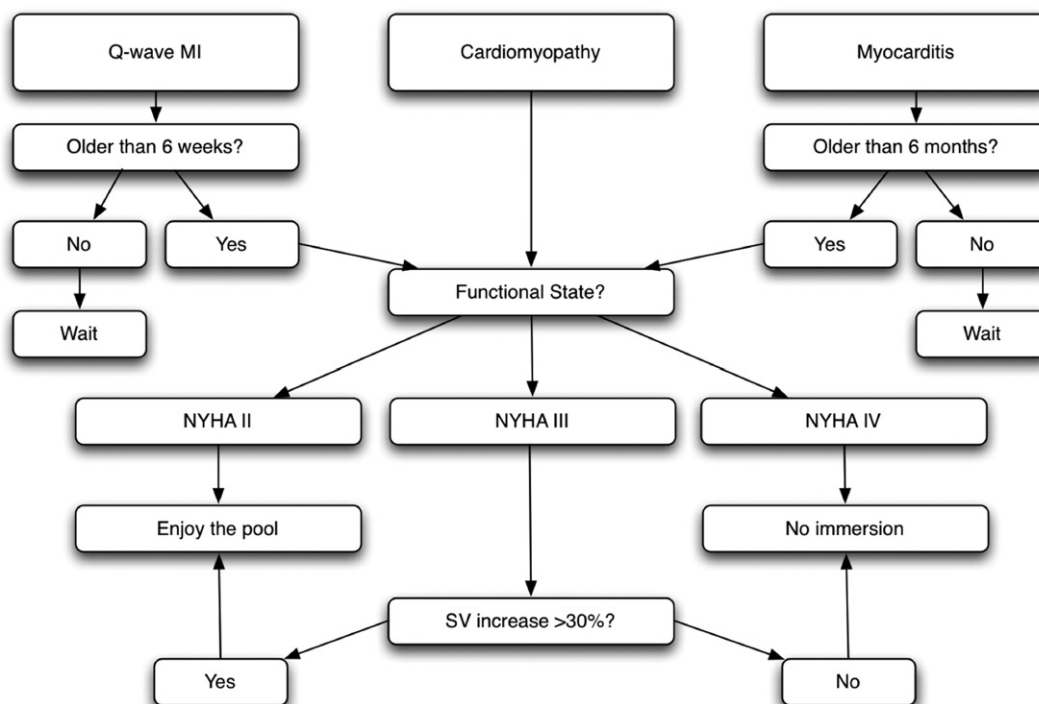 Q-wave MI
Cardiomyopathy
Myocarditis
Older than 6 weeks?
Older than 6 months?
No
Yes
Yes
No
Functional State?
Wait
Wait
NYHA II
NYHA III
NYHA IV
Enjoy the pool
No immersion
SV increase >30%?
Yes
No